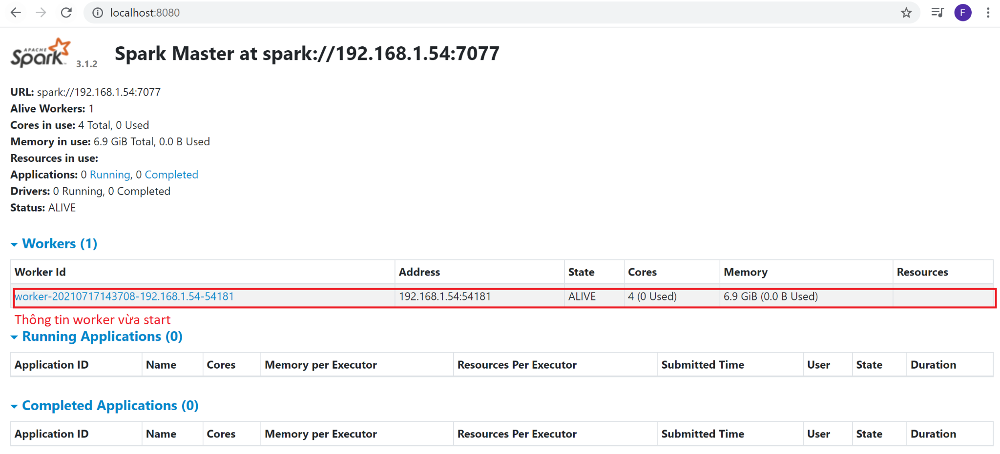 localhost:8080
F
APACHE
Spark 3.1.2
Spark Master at spark://192.168.1.54:7077
URL: spark://192.168.1.54:7077
Alive Workers: 1
Cores in use: 4 Total, 0 Used
Memory in use: 6.9 GiB Total, 0.0 B Used
Resources in use:
Applications: 0 Running, 0 Completed
Drivers: 0 Running, 0 Completed
Status: ALIVE
Workers (1)
Worker Id Address State Cores Memory Resources
worker-20210717143708-192.168.1.54-54181 192.168.1.54:54181 ALIVE 4 (0 Used) 6.9 GiB (0.0 B Used)
Thông tin worker vừa start
Running Applications (0)
Application ID Name Cores Memory per Executor Resources Per Executor Submitted Time User State Duration
Completed Applications (0)
Application ID Name Cores Memory per Executor Resources Per Executor Submitted Time User State Duration